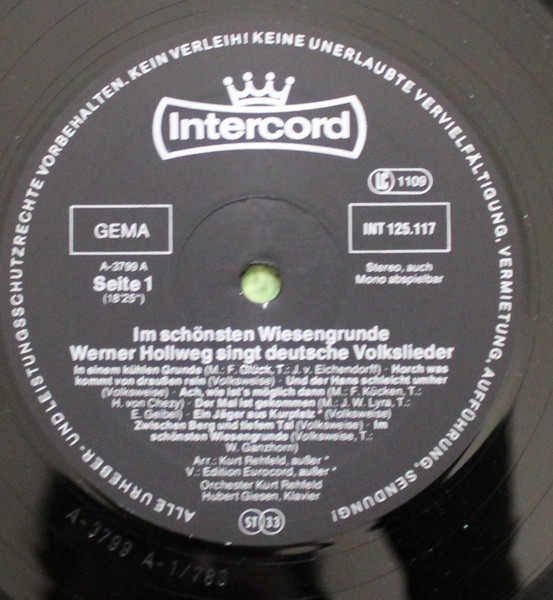 ALLE URHEBER- UND LEISTUNGSSCHUTZRECHTE VORBEHALTEN. KEIN VERLEIH! KEINE UNERLAUBTE VERVIELFÄLTIGUNG, VERMIETUNG, AUFFÜHRUNG, SENDUNG!
Intercord
LC 1109
GEMA
INT 125.117
A-3799 A
Seite 1
(18'25")
Stereo, auch
Mono abspielbar
Im schönsten Wiesengrunde
Werner Hollweg singt deutsche Volkslieder
In einem kühlen Grunde (M.: F. Glück, T.: J. v. Eichendorff) · Horch was
kommt von draußen rein (Volksweise) · Und der Hans schleicht umher
(Volksweise) · Ach, wie ist's möglich dann (M.: F. Kücken, T.:
H. von Chezy) · Der Mai ist gekommen (M.: J. W. Lyra, T.:
E. Geibel) · Ein Jäger aus Kurpfalz * (Volksweise)
Zwischen Berg und tiefem Tal (Volksweise) · Im
schönsten Wiesengrunde (Volksweise, T.:
W. Ganzhorn)
Arr.: Kurt Rehfeld, außer *
V.: Edition Eurocord, außer *
Orchester Kurt Rehfeld
Hubert Giesen, Klavier
ST 33
A-3799 A-1/783